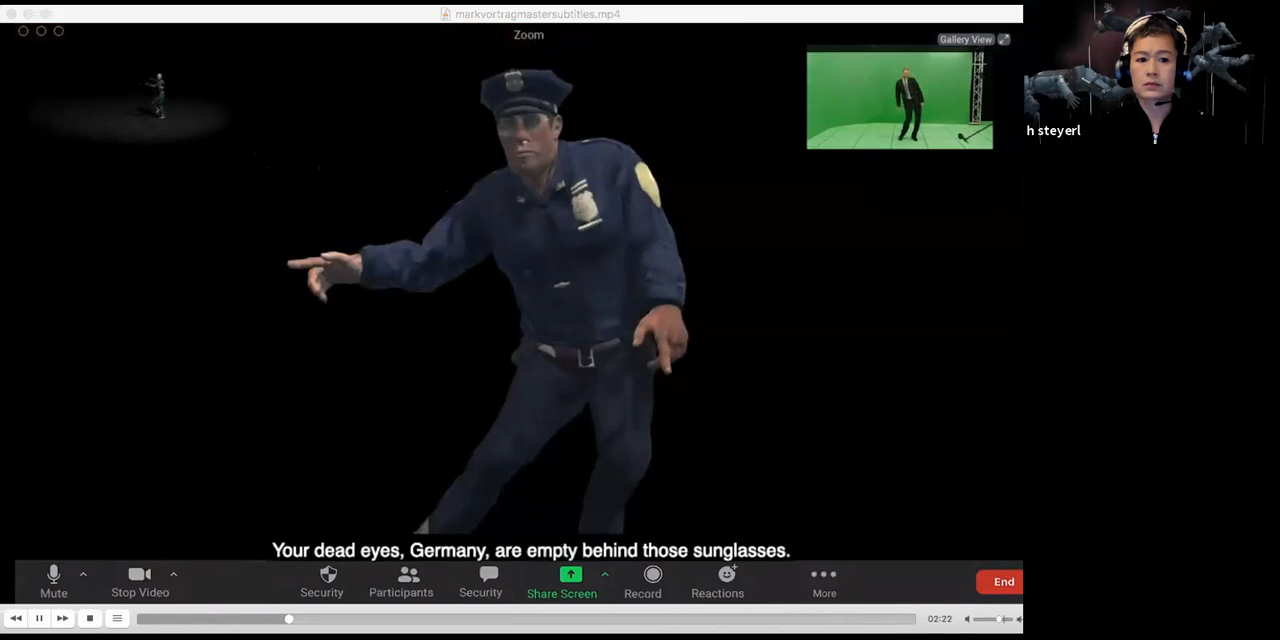 markvortragmastersubtitles.mp4
Zoom
Gallery View
h steyerl
Your dead eyes, Germany, are empty behind those sunglasses.
Mute
Stop Video
Security
Participants
Security
Share Screen
Record
Reactions
More
End
02:22